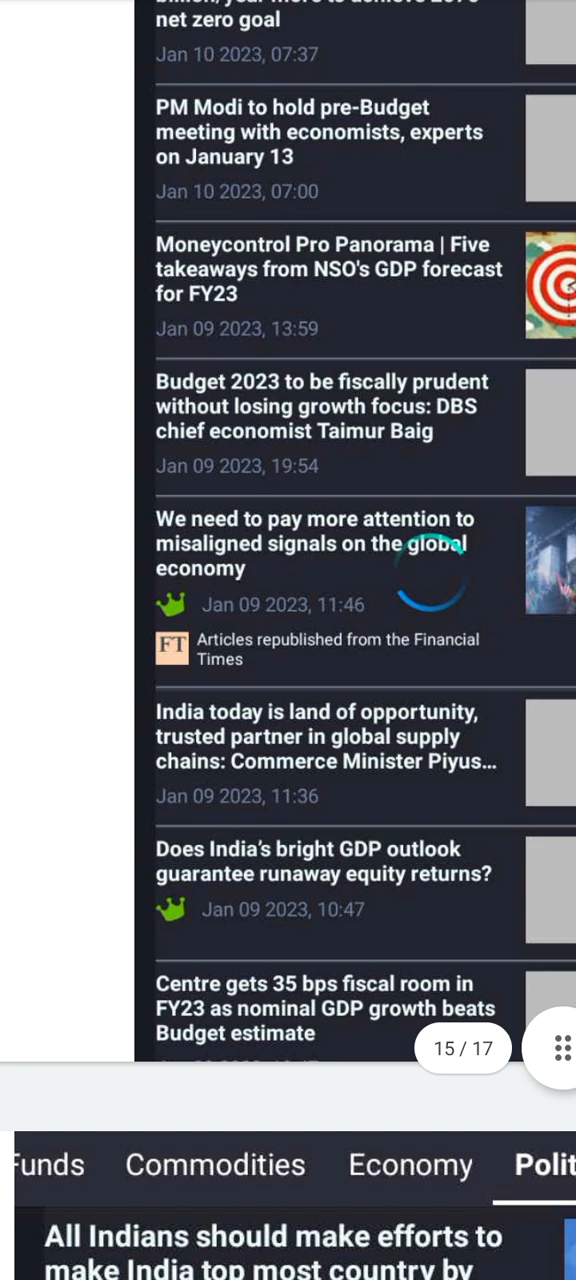 net zero goal
Jan 10 2023, 07:37
PM Modi to hold pre-Budget
meeting with economists, experts
on January 13
Jan 10 2023, 07:00
Moneycontrol Pro Panorama | Five
takeaways from NSO's GDP forecast
for FY23
Jan 09 2023, 13:59
Budget 2023 to be fiscally prudent
without losing growth focus: DBS
chief economist Taimur Baig
Jan 09 2023, 19:54
We need to pay more attention to
misaligned signals on the global
economy
Jan 09 2023, 11:46
FT Articles republished from the Financial
Times
India today is land of opportunity,
trusted partner in global supply
chains: Commerce Minister Piyus...
Jan 09 2023, 11:36
Does India's bright GDP outlook
guarantee runaway equity returns?
Jan 09 2023, 10:47
Centre gets 35 bps fiscal room in
FY23 as nominal GDP growth beats
Budget estimate
15 / 17
Funds Commodities Economy Polit
All Indians should make efforts to
make India top most country by